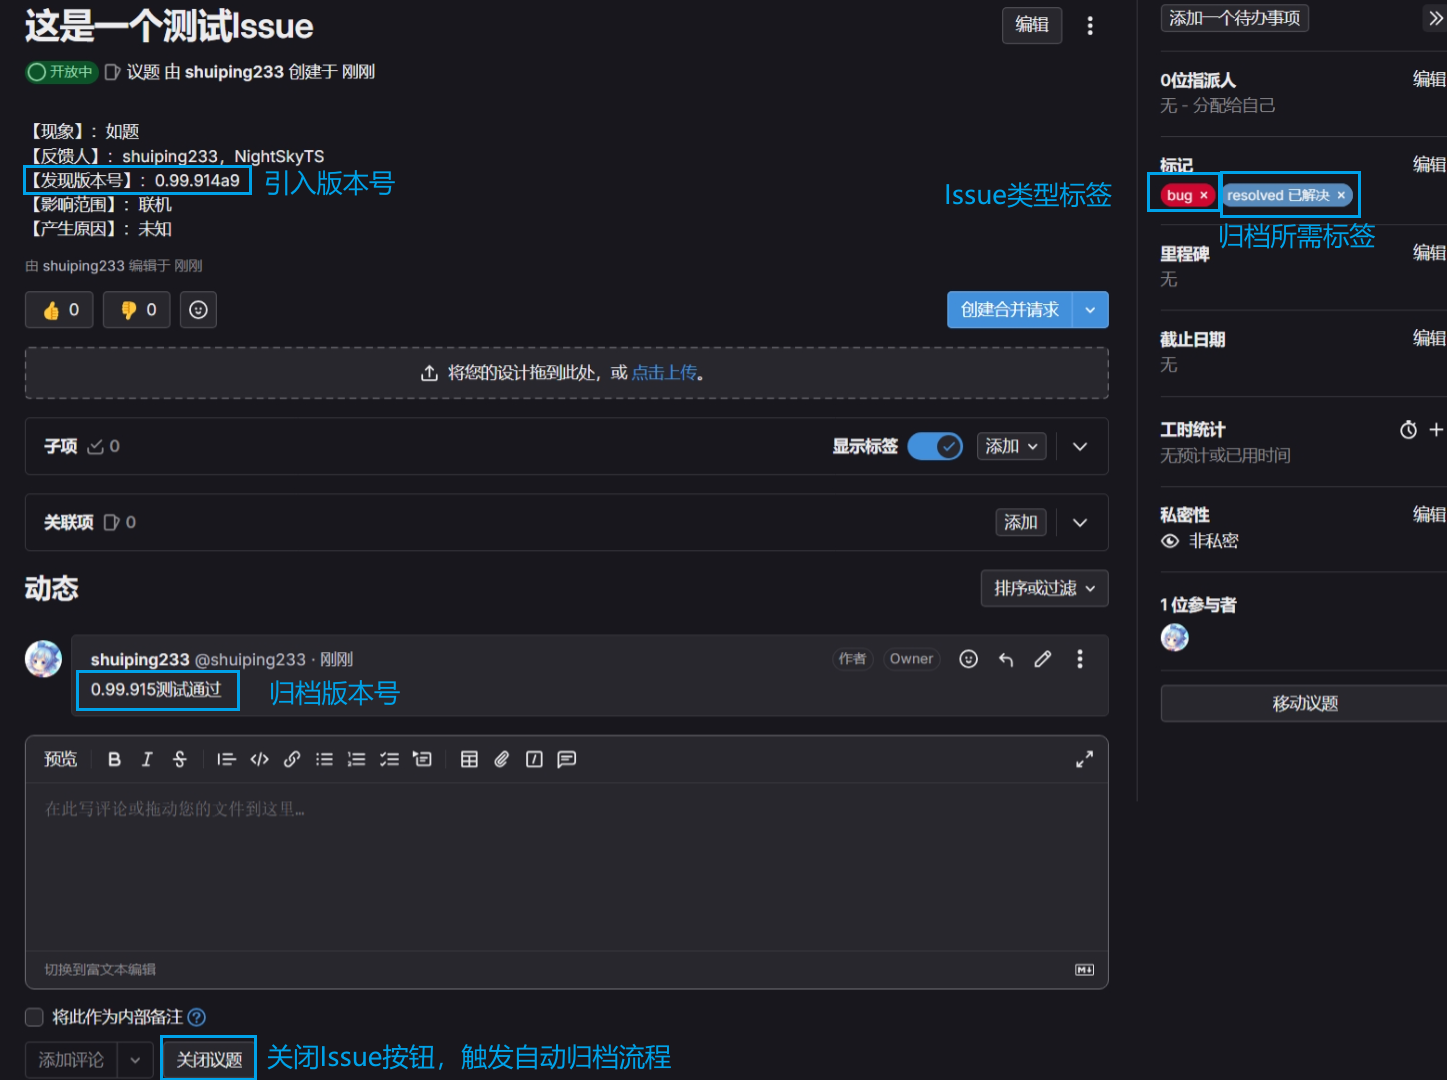 这是一个测试Issue
编辑
开放中 议题 由 shuiping233 创建于 刚刚
【现象】：如题
【反馈人】：shuiping233，NightSkyTS
【发现版本号】：0.99.914a9 引入版本号
【影响范围】：联机
【产生原因】：未知
由 shuiping233 编辑于 刚刚
👍 0 👎 0
创建合并请求
将您的设计拖到此处，或 点击上传。
子项 0 显示标签 添加
关联项 0 添加
动态
排序或过滤
shuiping233 @shuiping233 · 刚刚 作者 Owner
0.99.915测试通过 归档版本号
预览 B I S
在此写评论或拖动您的文件到这里…
切换到富文本编辑
将此作为内部备注
添加评论 关闭议题 关闭Issue按钮，触发自动归档流程
添加一个待办事项
0位指派人 编辑
无 - 分配给自己
标记 编辑
Issue类型标签 bug × resolved 已解决 ×
归档所需标签
里程碑 编辑
无
截止日期 编辑
无
工时统计
无预计或已用时间
私密性 编辑
非私密
1 位参与者
移动议题